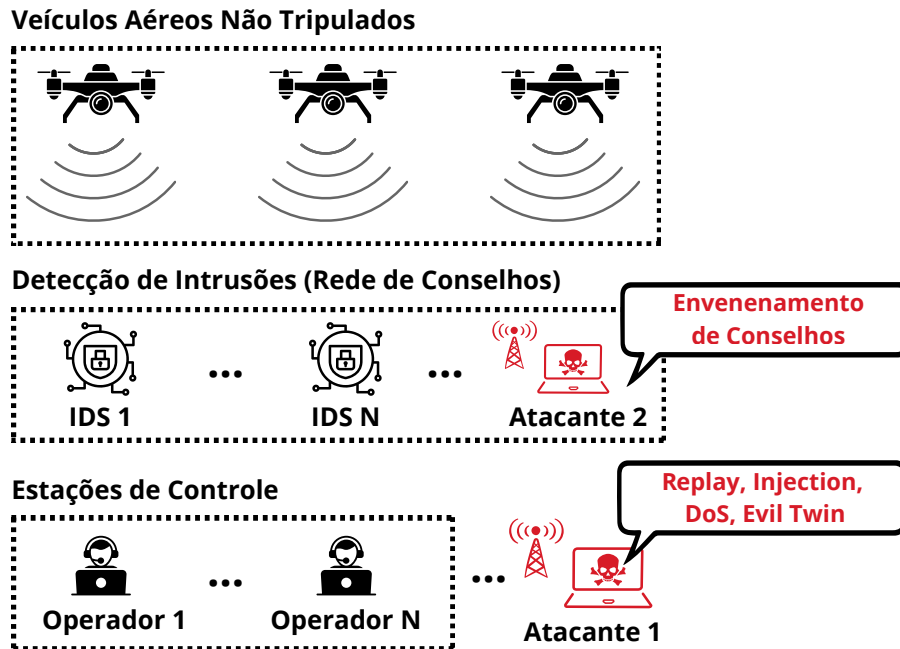 Veículos Aéreos Não Tripulados
Detecção de Intrusões (Rede de Conselhos)
Envenenamento
de Conselhos
...
...
IDS 1
IDS N
Atacante 2
Estações de Controle
Replay, Injection,
DoS, Evil Twin
...
...
Operador 1
Operador N
Atacante 1